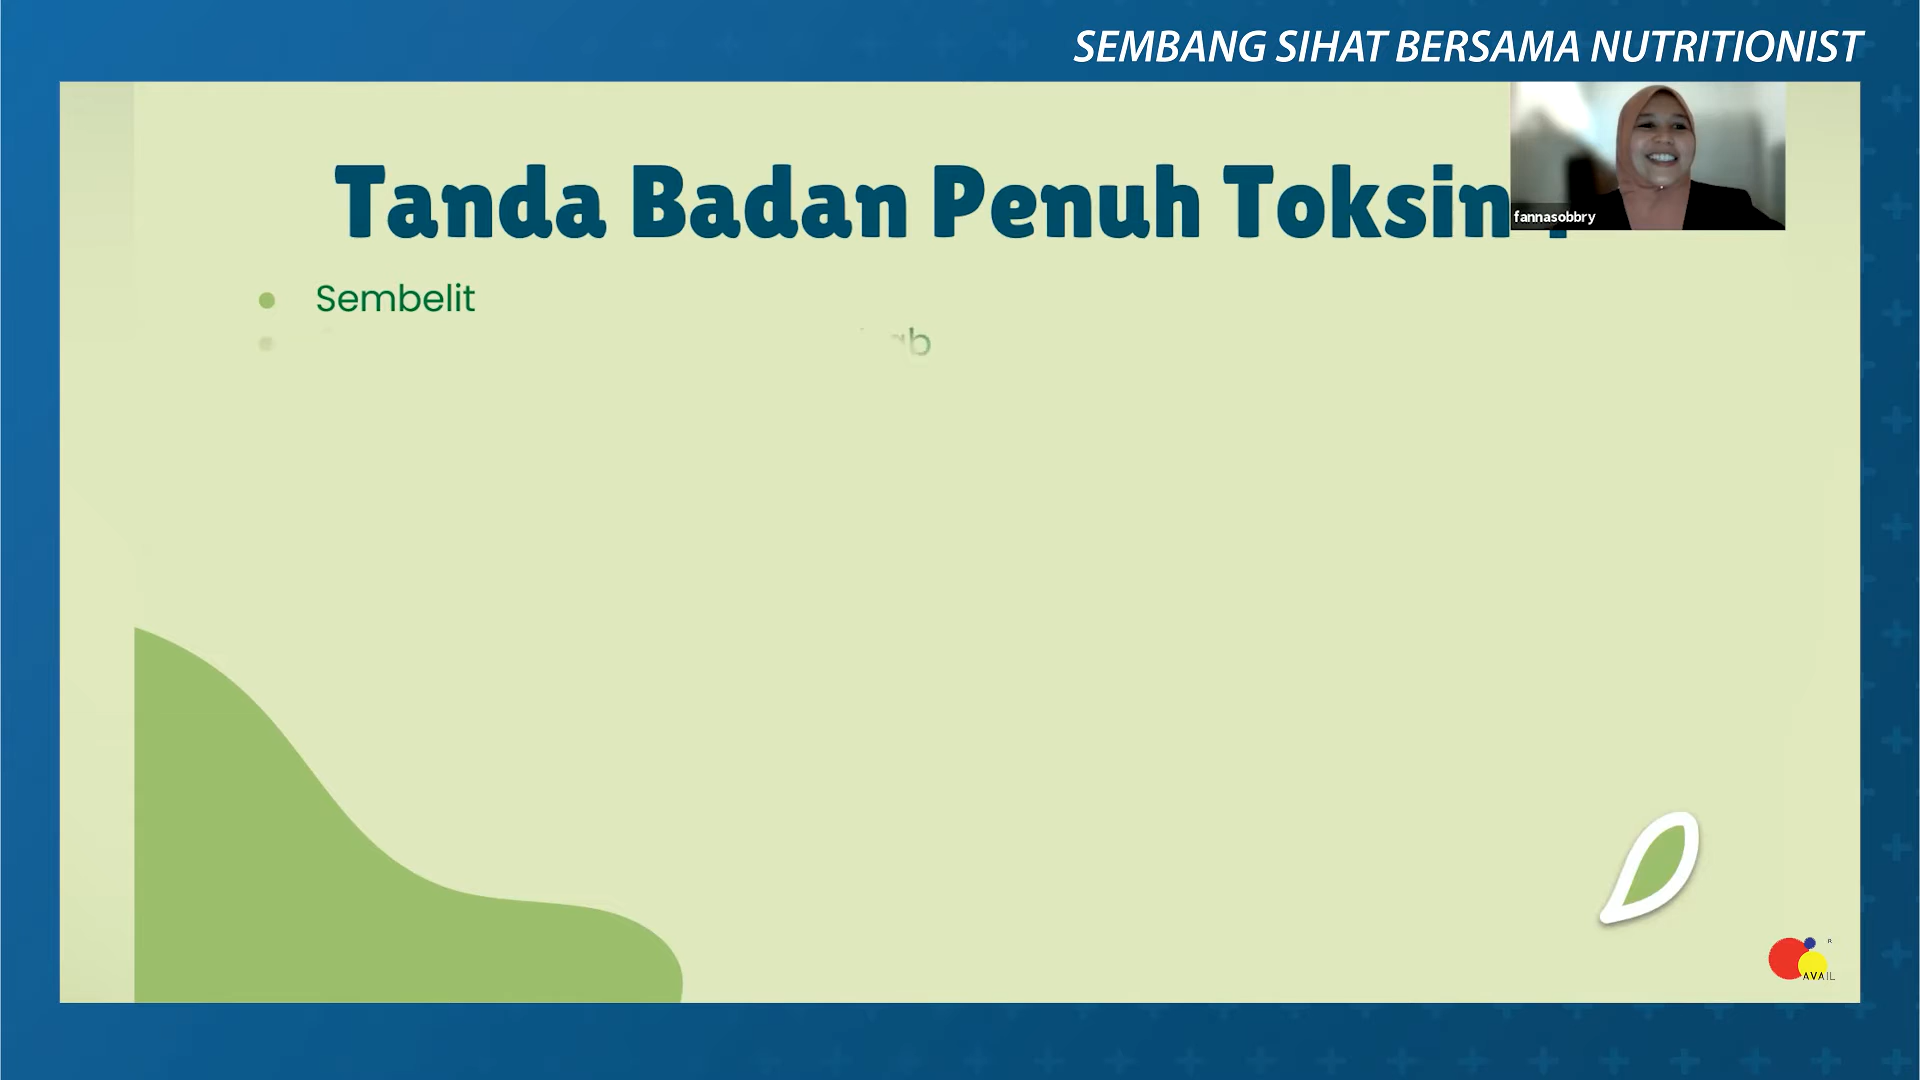 SEMBANG SIHAT BERSAMA NUTRITIONIST
Tanda Badan Penuh Toksin
fannasobbry
Sembelit
R
AVAIL